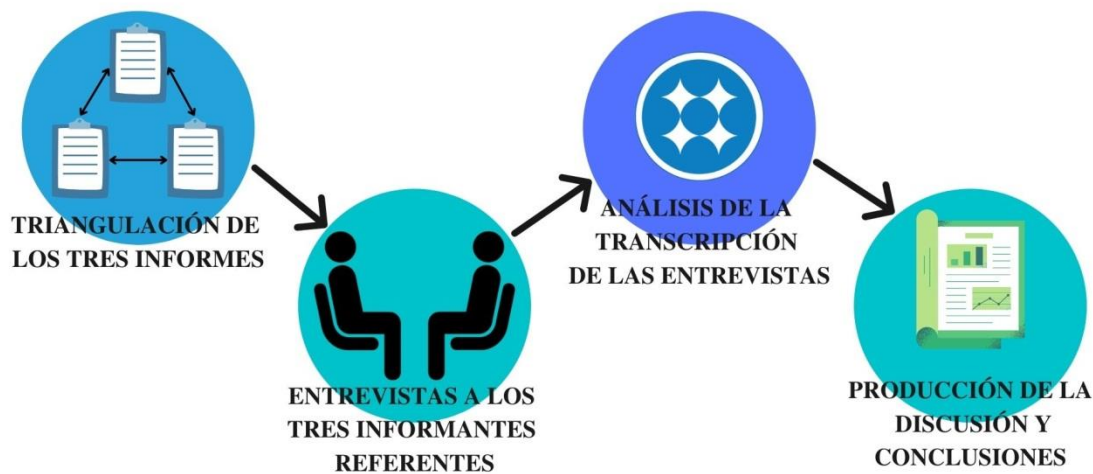 TRIANGULACIÓN DE
LOS TRES INFORMES
ENTREVISTAS A LOS
TRES INFORMANTES
REFERENTES
ANÁLISIS DE LA
TRANSCRIPCIÓN
DE LAS ENTREVISTAS
PRODUCCIÓN DE LA
DISCUSIÓN Y
CONCLUSIONES